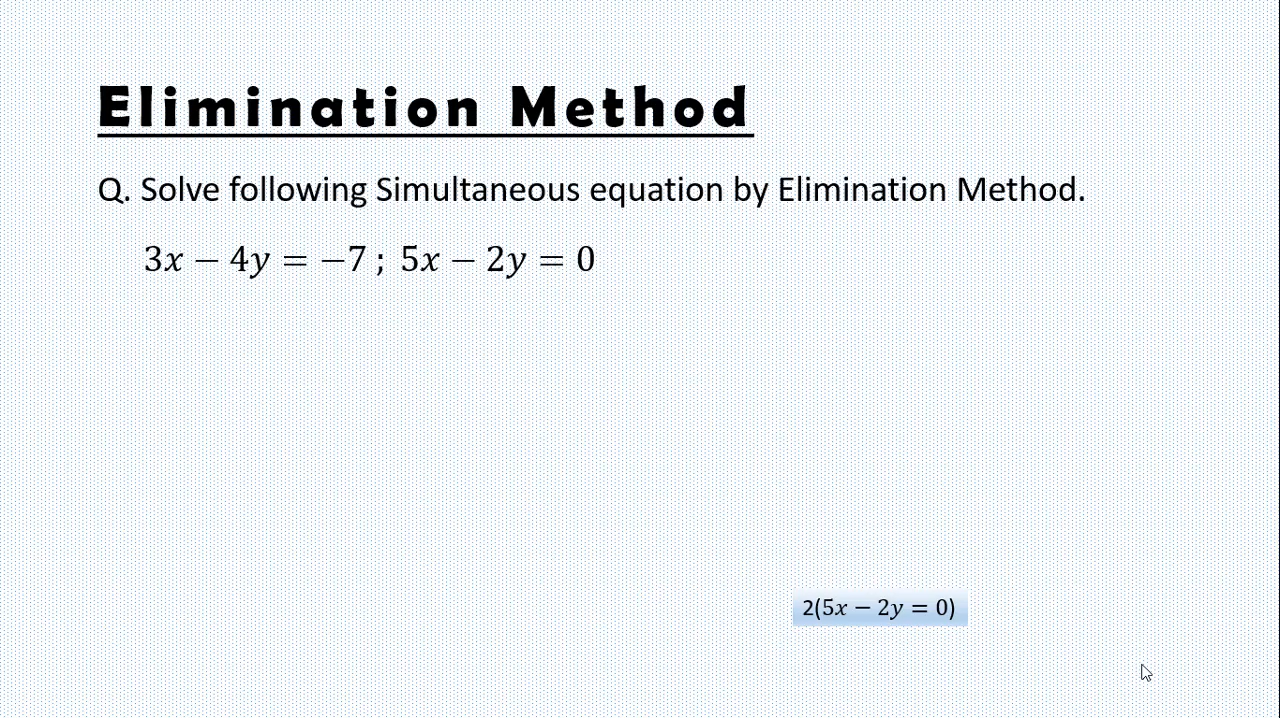 Elimination Method
Q. Solve following Simultaneous equation by Elimination Method.
3x − 4y = −7 ; 5x − 2y = 0
2(5x − 2y = 0)